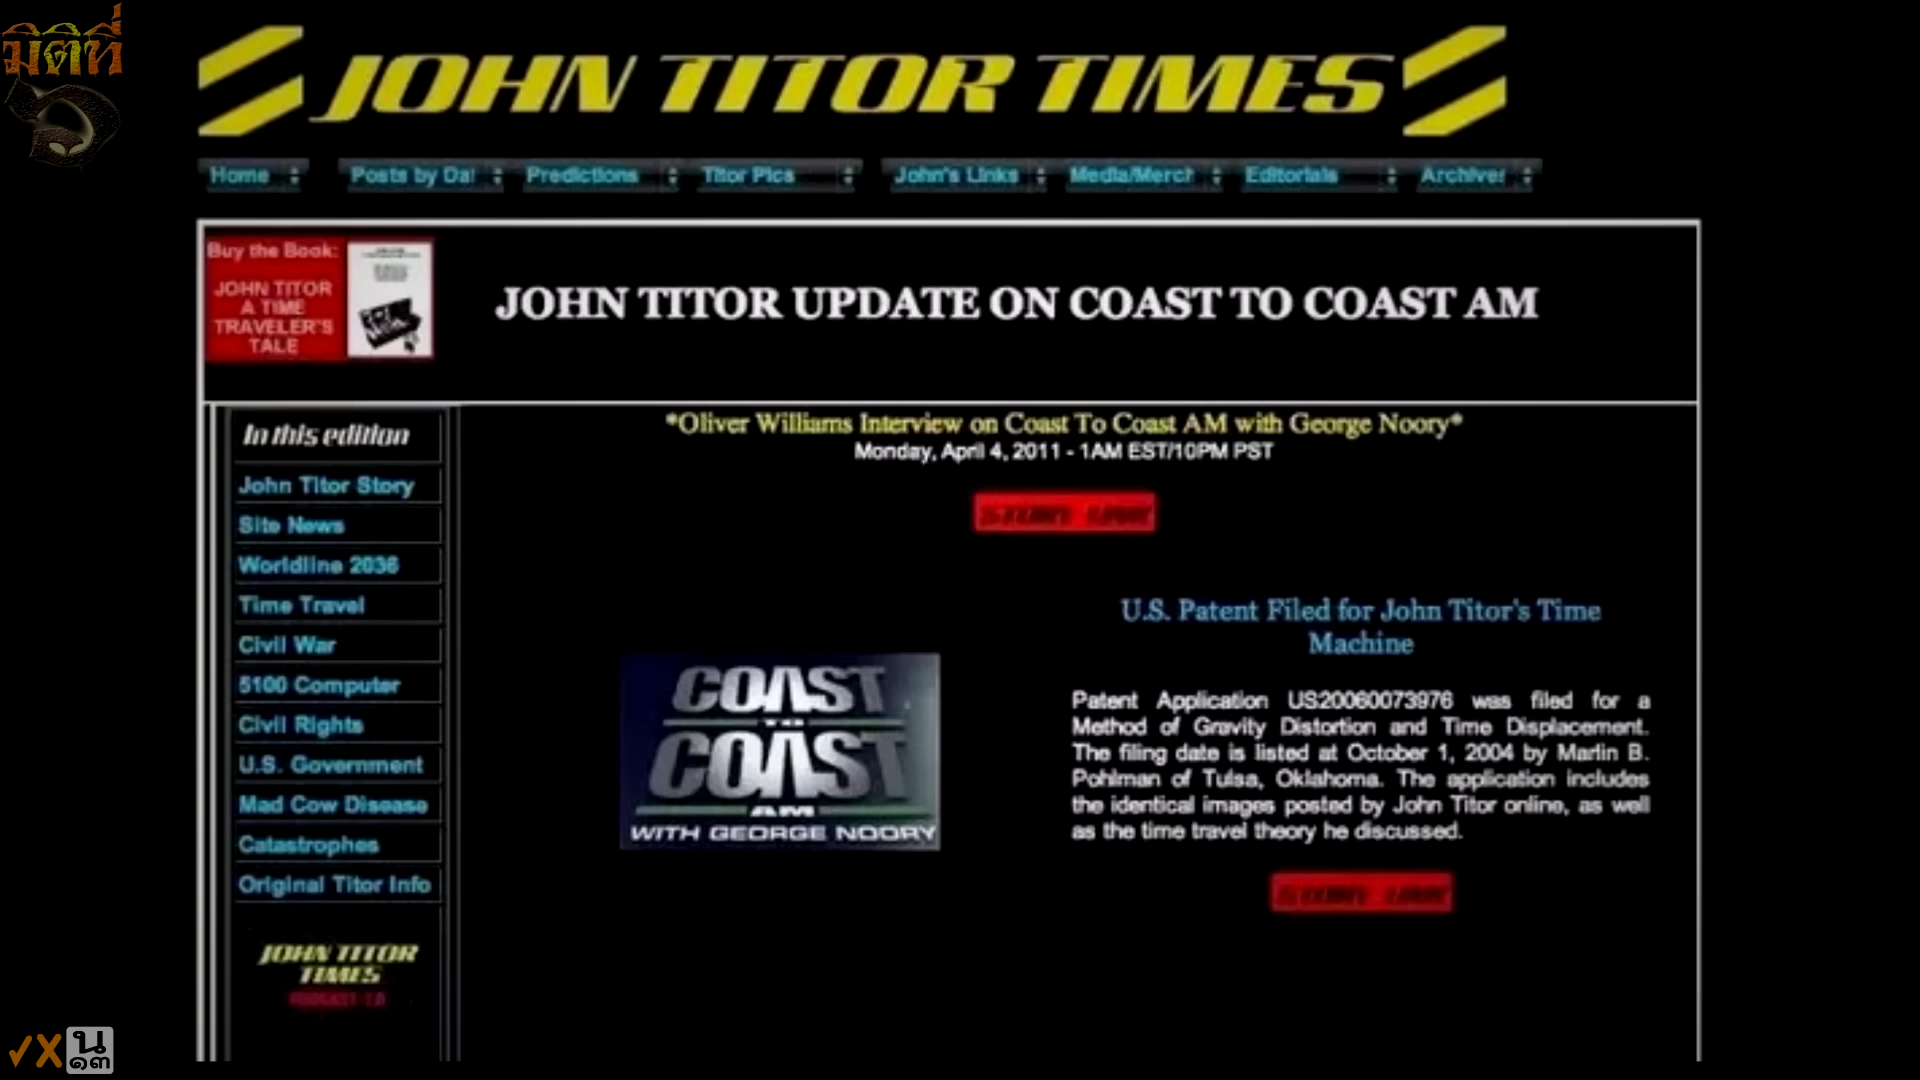 มิติที่
๖
JOHN TITOR TIMES
Home
Posts by Dat
Predictions
Titor Pics
John's Links
Media/Merch
Editorials
Archives
Buy the Book:
JOHN TITOR
A TIME
TRAVELER'S
TALE
JOHN TITOR UPDATE ON COAST TO COAST AM
In this edition
John Titor Story
Site News
Worldline 2036
Time Travel
Civil War
5100 Computer
Civil Rights
U.S. Government
Mad Cow Disease
Catastrophes
Original Titor Info
JOHN TITOR
TIMES
*Oliver Williams Interview on Coast To Coast AM with George Noory*
Monday, April 4, 2011 - 1AM EST/10PM PST
COAST
TO
COAST
AM
WITH GEORGE NOORY
U.S. Patent Filed for John Titor's Time
Machine
Patent Application US20060073976 was filed for a
Method of Gravity Distortion and Time Displacement.
The filing date is listed at October 1, 2004 by Marlin B.
Pohlman of Tulsa, Oklahoma. The application includes
the identical images posted by John Titor online, as well
as the time travel theory he discussed.
น
๑๓